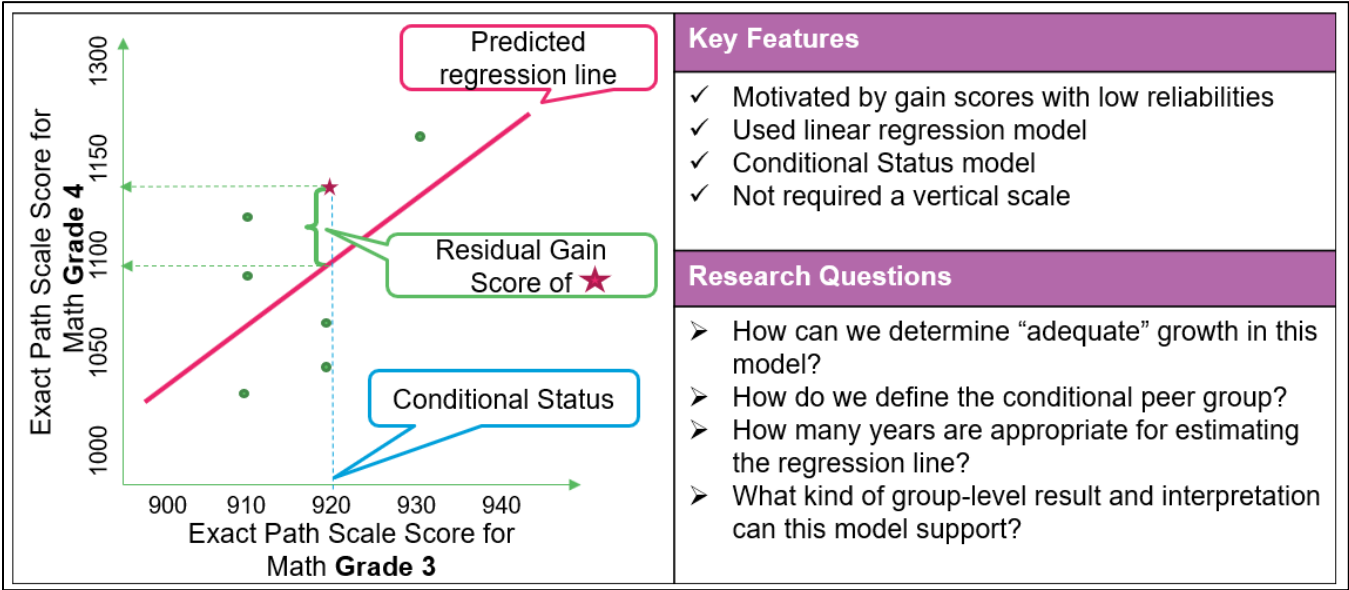 Predicted
regression line
Exact Path Scale Score for
Math Grade 4
1300
1150
1100
1050
1000
Residual Gain
Score of
Conditional Status
900 910 920 930 940
Exact Path Scale Score for
Math Grade 3
Key Features
✓ Motivated by gain scores with low reliabilities
✓ Used linear regression model
✓ Conditional Status model
✓ Not required a vertical scale
Research Questions
➢ How can we determine “adequate” growth in this
model?
➢ How do we define the conditional peer group?
➢ How many years are appropriate for estimating
the regression line?
➢ What kind of group-level result and interpretation
can this model support?